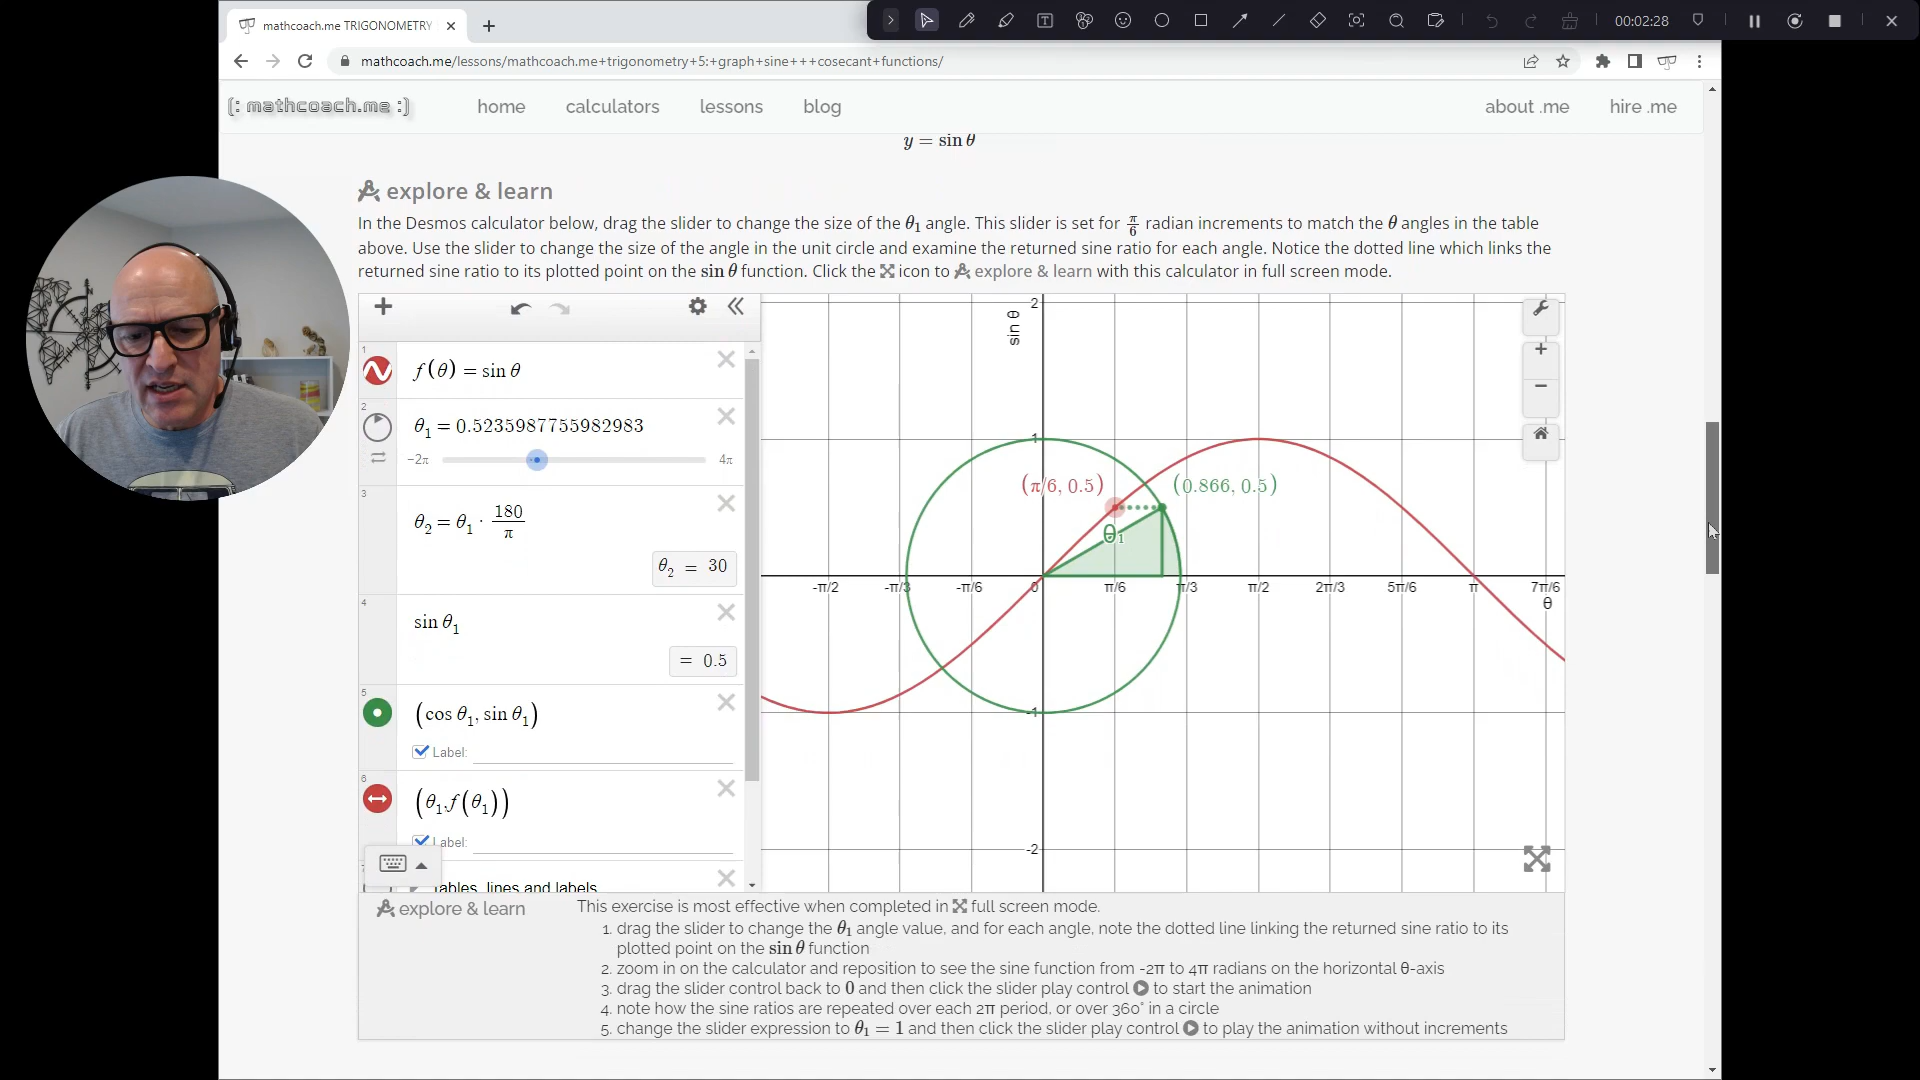 mathcoach.me TRIGONOMETRY
00:02:28
mathcoach.me/lessons/mathcoach.me+trigonometry+5:+graph+sine+++cosecant+functions/
(: mathcoach.me :) home calculators lessons blog about .me hire .me
y = sin θ
explore & learn
In the Desmos calculator below, drag the slider to change the size of the θ₁ angle. This slider is set for π/6 radian increments to match the θ angles in the table
above. Use the slider to change the size of the angle in the unit circle and examine the returned sine ratio for each angle. Notice the dotted line which links the
returned sine ratio to its plotted point on the sin θ function. Click the icon to explore & learn with this calculator in full screen mode.
1
f(θ) = sin θ
2
θ₁ = 0.5235987755982983
−2π 4π
3
θ₂ = θ₁ · 180/π
θ₂ = 30
4
sin θ₁
= 0.5
5
(cos θ₁, sin θ₁)
Label:
6
(θ₁, f(θ₁))
Label:
7
Tables, lines and labels
sin θ
2
1
(π/6, 0.5) (0.866, 0.5)
θ₁
-π/2 -π/3 -π/6 0 π/6 π/3 π/2 2π/3 5π/6 π 7π/6
θ
-1
-2
explore & learn
This exercise is most effective when completed in full screen mode.
1. drag the slider to change the θ₁ angle value, and for each angle, note the dotted line linking the returned sine ratio to its
plotted point on the sin θ function
2. zoom in on the calculator and reposition to see the sine function from -2π to 4π radians on the horizontal θ-axis
3. drag the slider control back to 0 and then click the slider play control to start the animation
4. note how the sine ratios are repeated over each 2π period, or over 360° in a circle
5. change the slider expression to θ₁ = 1 and then click the slider play control to play the animation without increments